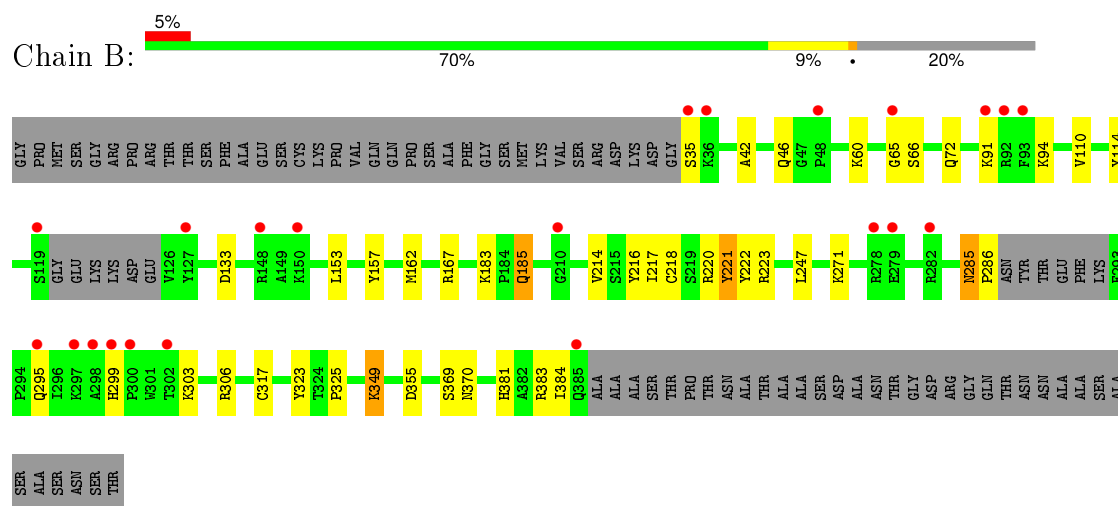 5%
Chain B:
70% 9% • 20%
GLY PRO MET SER GLY ARG PRO ARG THR THR SER PHE ALA GLU SER CYS LYS PRO VAL GLN GLN PRO SER ALA PHE GLY SER MET LYS VAL SER ARG ASP LYS ASP GLY S35 K36 A42 Q46 G47 P48 K60 G65 S66 Q72 K91 R92 F93 K94 V110 Y114
S119 GLY GLU LYS LYS ASP GLU V126 Y127 D133 R148 A149 K150 L153 Y157 M162 R167 K183 P184 Q185 G210 V214 S215 Y216 I217 C218 S219 R220 Y221 Y222 R223 L247 K271 R278 E279 R282 N285 P286 ASN TYR THR GLU PHE LYS F293
P294 Q295 I296 K297 A298 H299 P300 W301 T302 K303 R306 C317 Y323 T324 P325 K349 D355 S369 N370 H381 A382 R383 I384 Q385 ALA ALA ALA SER THR PRO THR ASN ALA THR ALA ALA SER ASP ALA ASN THR GLY ASP ARG GLY GLN THR ASN ASN ALA ALA SER ALA
SER ALA SER ASN SER THR